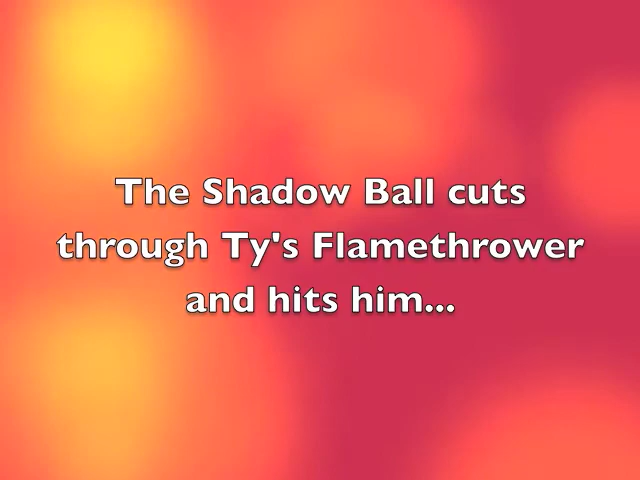 The Shadow Ball cuts
through Ty's Flamethrower
and hits him...